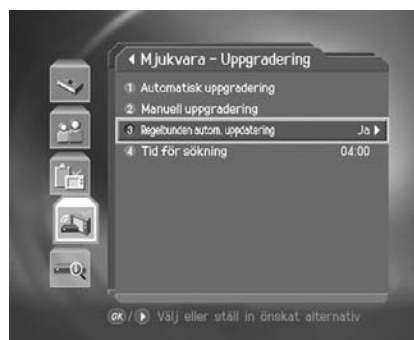 Mjukvara - Uppgradering
1 Automatisk uppgradering
2 Manuell uppgradering
3 Regelbunden autom. uppdatering Ja
4 Tid för sökning 04:00
OK / Välj eller ställ in önskat alternativ